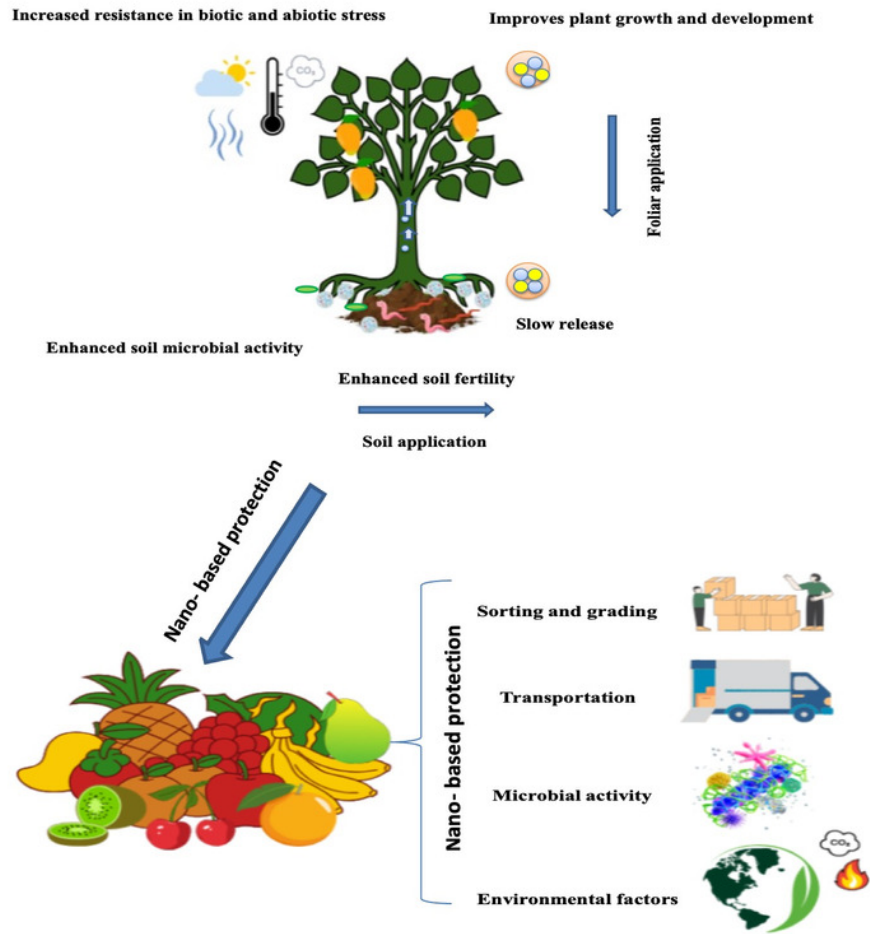 Increased resistance in biotic and abiotic stress
Improves plant growth and development
CO₂
Foliar application
Slow release
Enhanced soil microbial activity
Enhanced soil fertility
Soil application
Nano- based protection
Nano- based protection
Sorting and grading
Transportation
Microbial activity
CO₂
Environmental factors